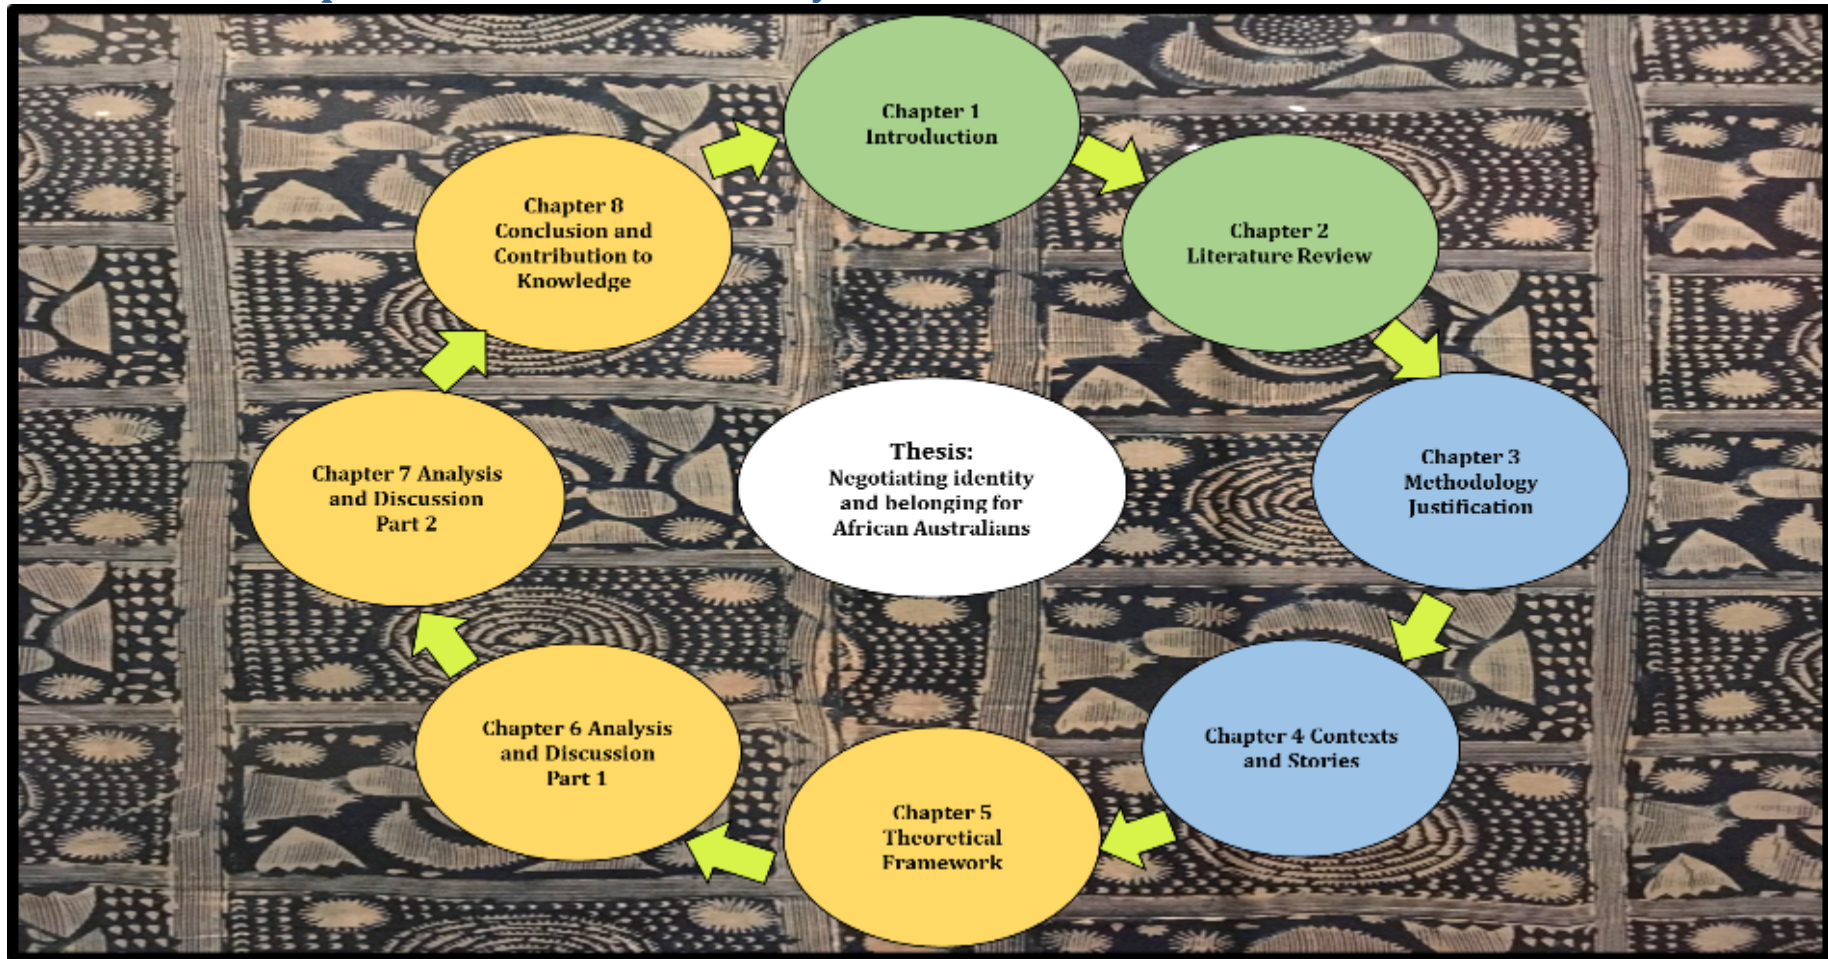 Chapter 1
Introduction
Chapter 2
Literature Review
Chapter 3
Methodology
Justification
Chapter 4 Contexts
and Stories
Chapter 5
Theoretical
Framework
Chapter 6 Analysis
and Discussion
Part 1
Chapter 7 Analysis
and Discussion
Part 2
Chapter 8
Conclusion and
Contribution to
Knowledge
Thesis:
Negotiating identity
and belonging for
African Australians